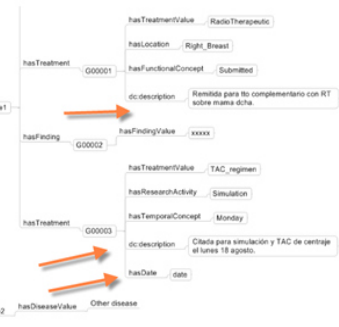 hasTreatmentValue RadioTherapeutic
hasLocation Right_Breast
hasTreatment G00001
hasFunctionalConcept Submitted
dc:description Remitida para tto complementario con RT
sobre mama dcha.
hasFinding G00002 hasFindingValue xxxxx
hasTreatmentValue TAC_regimen
hasResearchActivity Simulation
hasTemporalConcept Monday
hasTreatment G00003
dc:description Citada para simulación y TAC de centraje
el lunes 18 agosto.
hasDate date
hasDiseaseValue Other disease